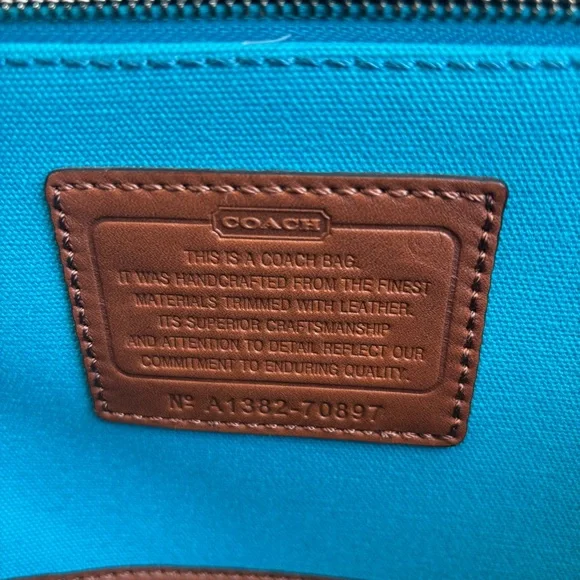 COACH
THIS IS A COACH BAG.
IT WAS HANDCRAFTED FROM THE FINEST
MATERIALS TRIMMED WITH LEATHER.
ITS SUPERIOR CRAFTSMANSHIP
AND ATTENTION TO DETAIL REFLECT OUR
COMMITMENT TO ENDURING QUALITY.
Nº A1382-70897